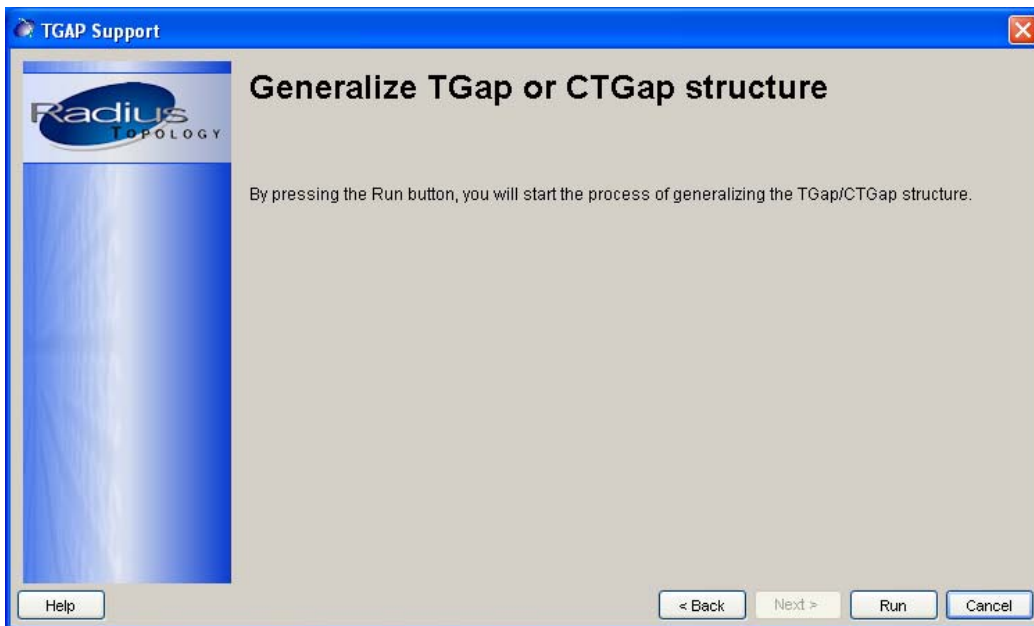 TGAP Support
Radius
TOPOLOGY
Generalize TGap or CTGap structure
By pressing the Run button, you will start the process of generalizing the TGap/CTGap structure.
Help
< Back
Next >
Run
Cancel